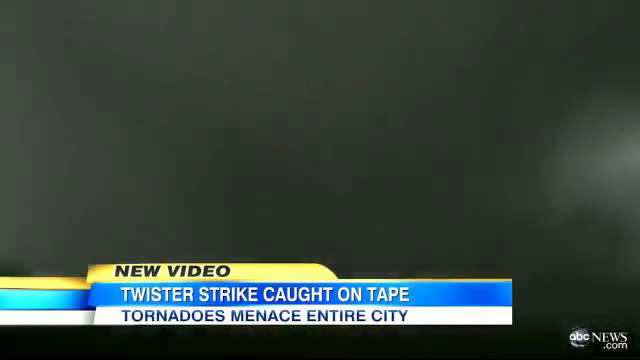 NEW VIDEO
TWISTER STRIKE CAUGHT ON TAPE
TORNADOES MENACE ENTIRE CITY
abc NEWS
.com